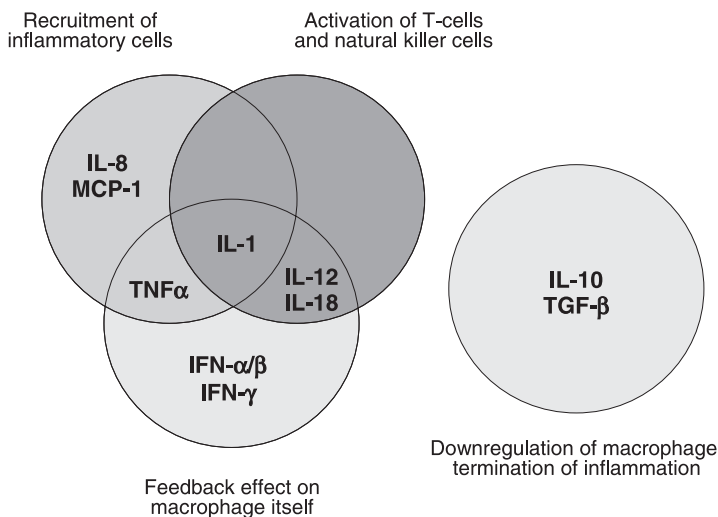 Recruitment of
inflammatory cells
Activation of T-cells
and natural killer cells
IL-8
MCP-1
IL-1
TNFα
IL-12
IL-18
IFN-α/β
IFN-γ
IL-10
TGF-β
Feedback effect on
macrophage itself
Downregulation of macrophage
termination of inflammation